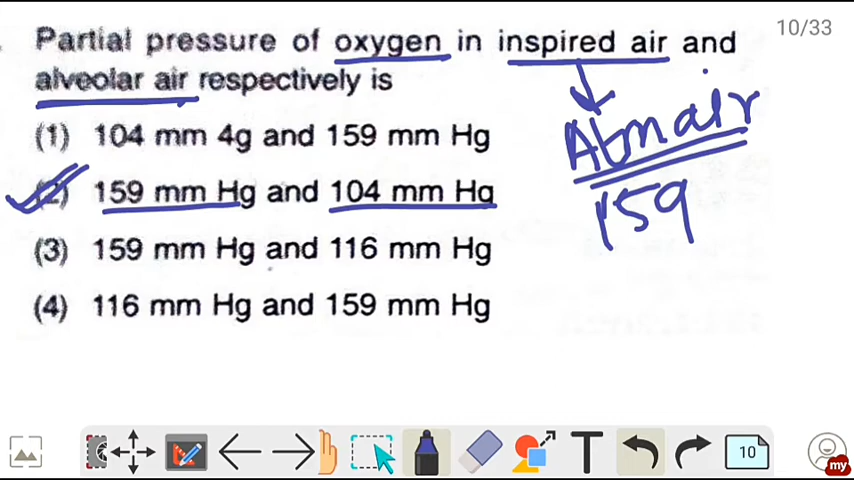 10/33
Partial pressure of oxygen in inspired air and
alveolar air respectively is
(1) 104 mm 4g and 159 mm Hg
(2) 159 mm Hg and 104 mm Hg
(3) 159 mm Hg and 116 mm Hg
(4) 116 mm Hg and 159 mm Hg
Atm air
159
T
10
my